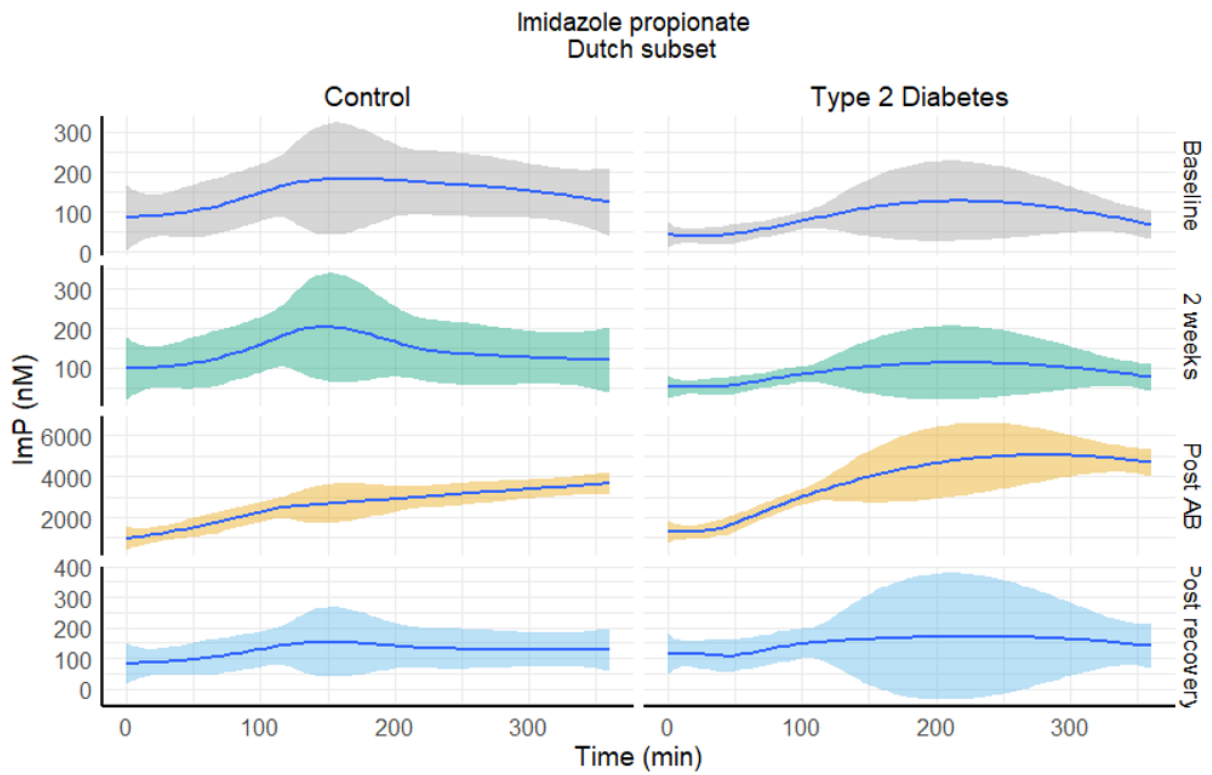 Imidazole propionate
Dutch subset
Control
Type 2 Diabetes
300
200
100
0
Baseline
300
200
100
2 weeks
6000
4000
2000
Post AB
400
300
200
100
0
Post recovery
ImP (nM)
0 100 200 300
0 100 200 300
Time (min)